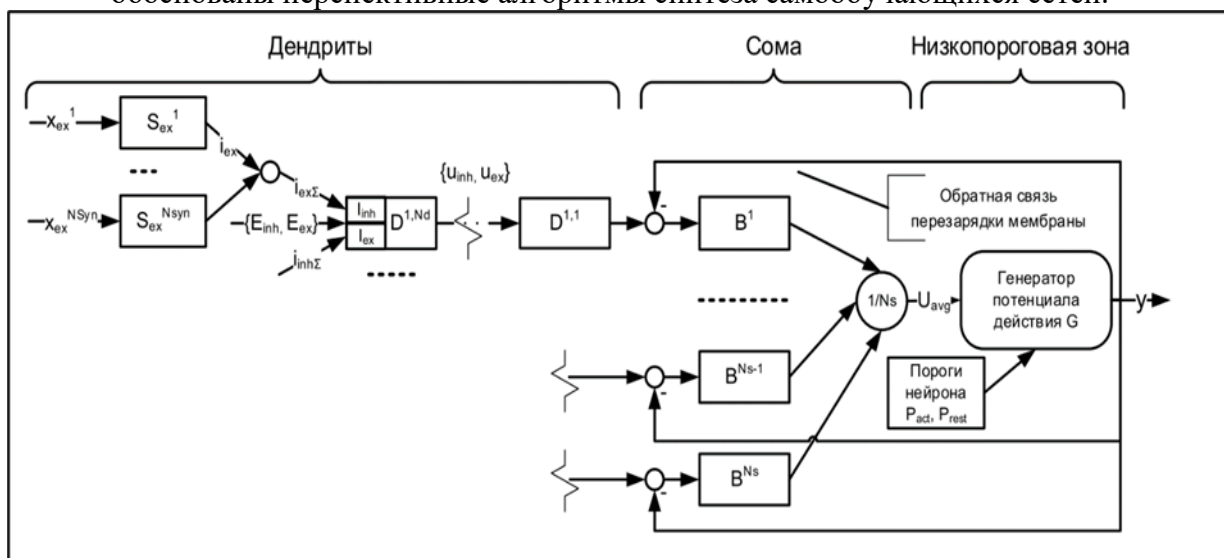 обоснованы перспективные алгоритмы синтеза самообучающихся сетей.
Дендриты
Сома
Низкопороговая зона
x_ex^1
S_ex^1
i_ex
x_ex^NSyn
S_ex^Nsyn
i_exΣ
{E_inh, E_ex}
i_inhΣ
I_inh
I_ex
D^1,Nd
{u_inh, u_ex}
D^1,1
-
B^1
Обратная связь
перезарядки мембраны
1/Ns
U_avg
Генератор
потенциала
действия G
y
Пороги
нейрона
P_act, P_rest
-
B^Ns-1
-
B^Ns